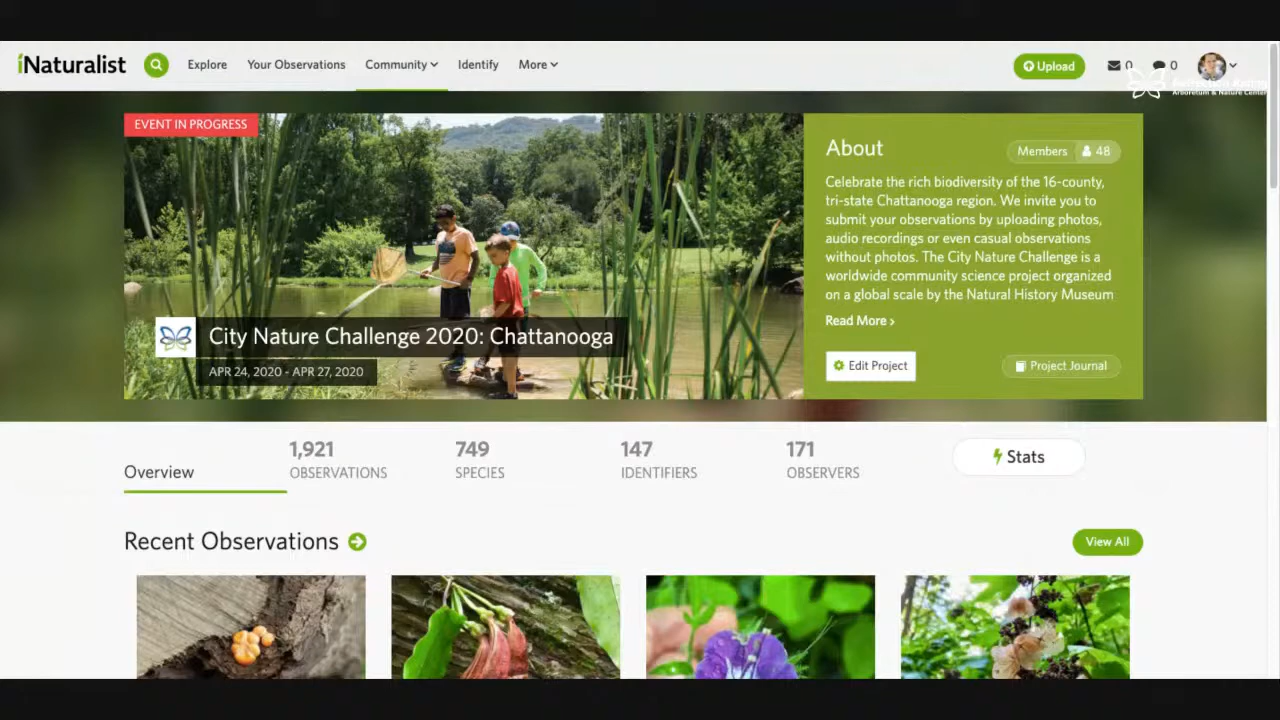 iNaturalist
Explore
Your Observations
Community
Identify
More
Upload
0
0
Arboretum & Nature Center
EVENT IN PROGRESS
City Nature Challenge 2020: Chattanooga
APR 24, 2020 - APR 27, 2020
About
Members 48
Celebrate the rich biodiversity of the 16-county,
tri-state Chattanooga region. We invite you to
submit your observations by uploading photos,
audio recordings or even casual observations
without photos. The City Nature Challenge is a
worldwide community science project organized
on a global scale by the Natural History Museum
Read More ›
Edit Project
Project Journal
Overview
1,921
OBSERVATIONS
749
SPECIES
147
IDENTIFIERS
171
OBSERVERS
Stats
Recent Observations
View All